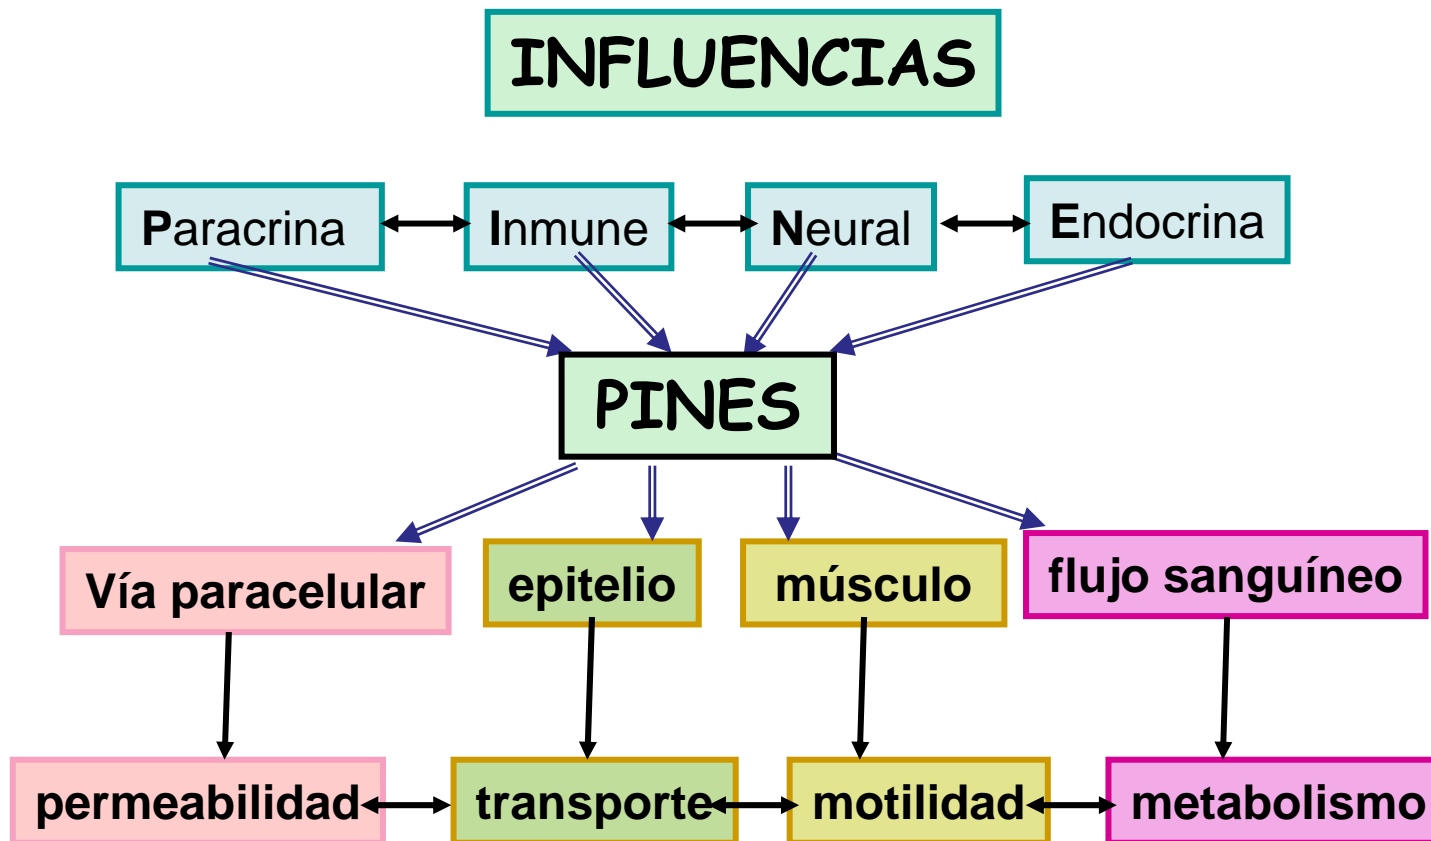 INFLUENCIAS
Paracrina
Inmune
Neural
Endocrina
PINES
Vía paracelular
epitelio
músculo
flujo sanguíneo
permeabilidad
transporte
motilidad
metabolismo